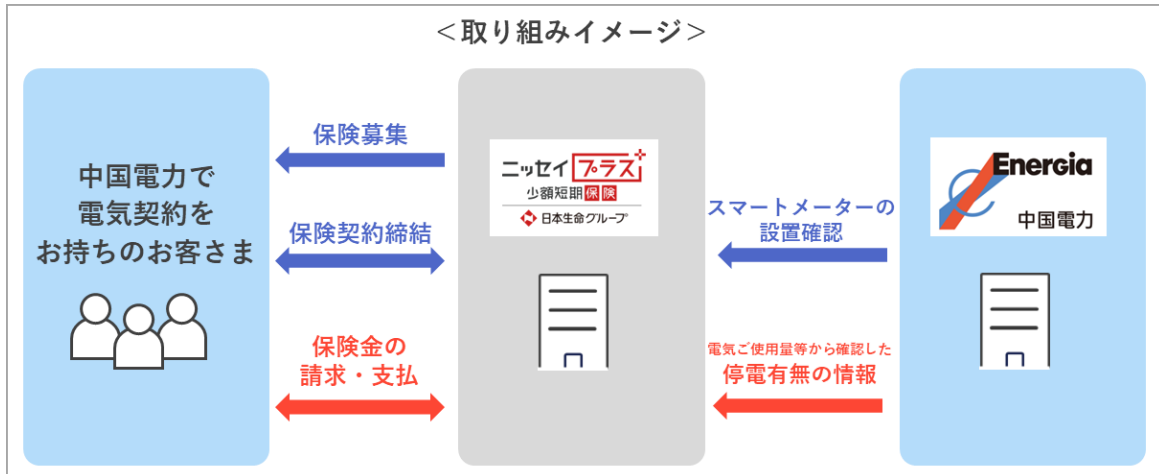 ＜取り組みイメージ＞
中国電力で
電気契約を
お持ちのお客さま
保険募集
保険契約締結
保険金の
請求・支払
ニッセイ プラス
少額短期保険
日本生命グループ
スマートメーターの
設置確認
電気ご使用量等から確認した
停電有無の情報
Energia
中国電力